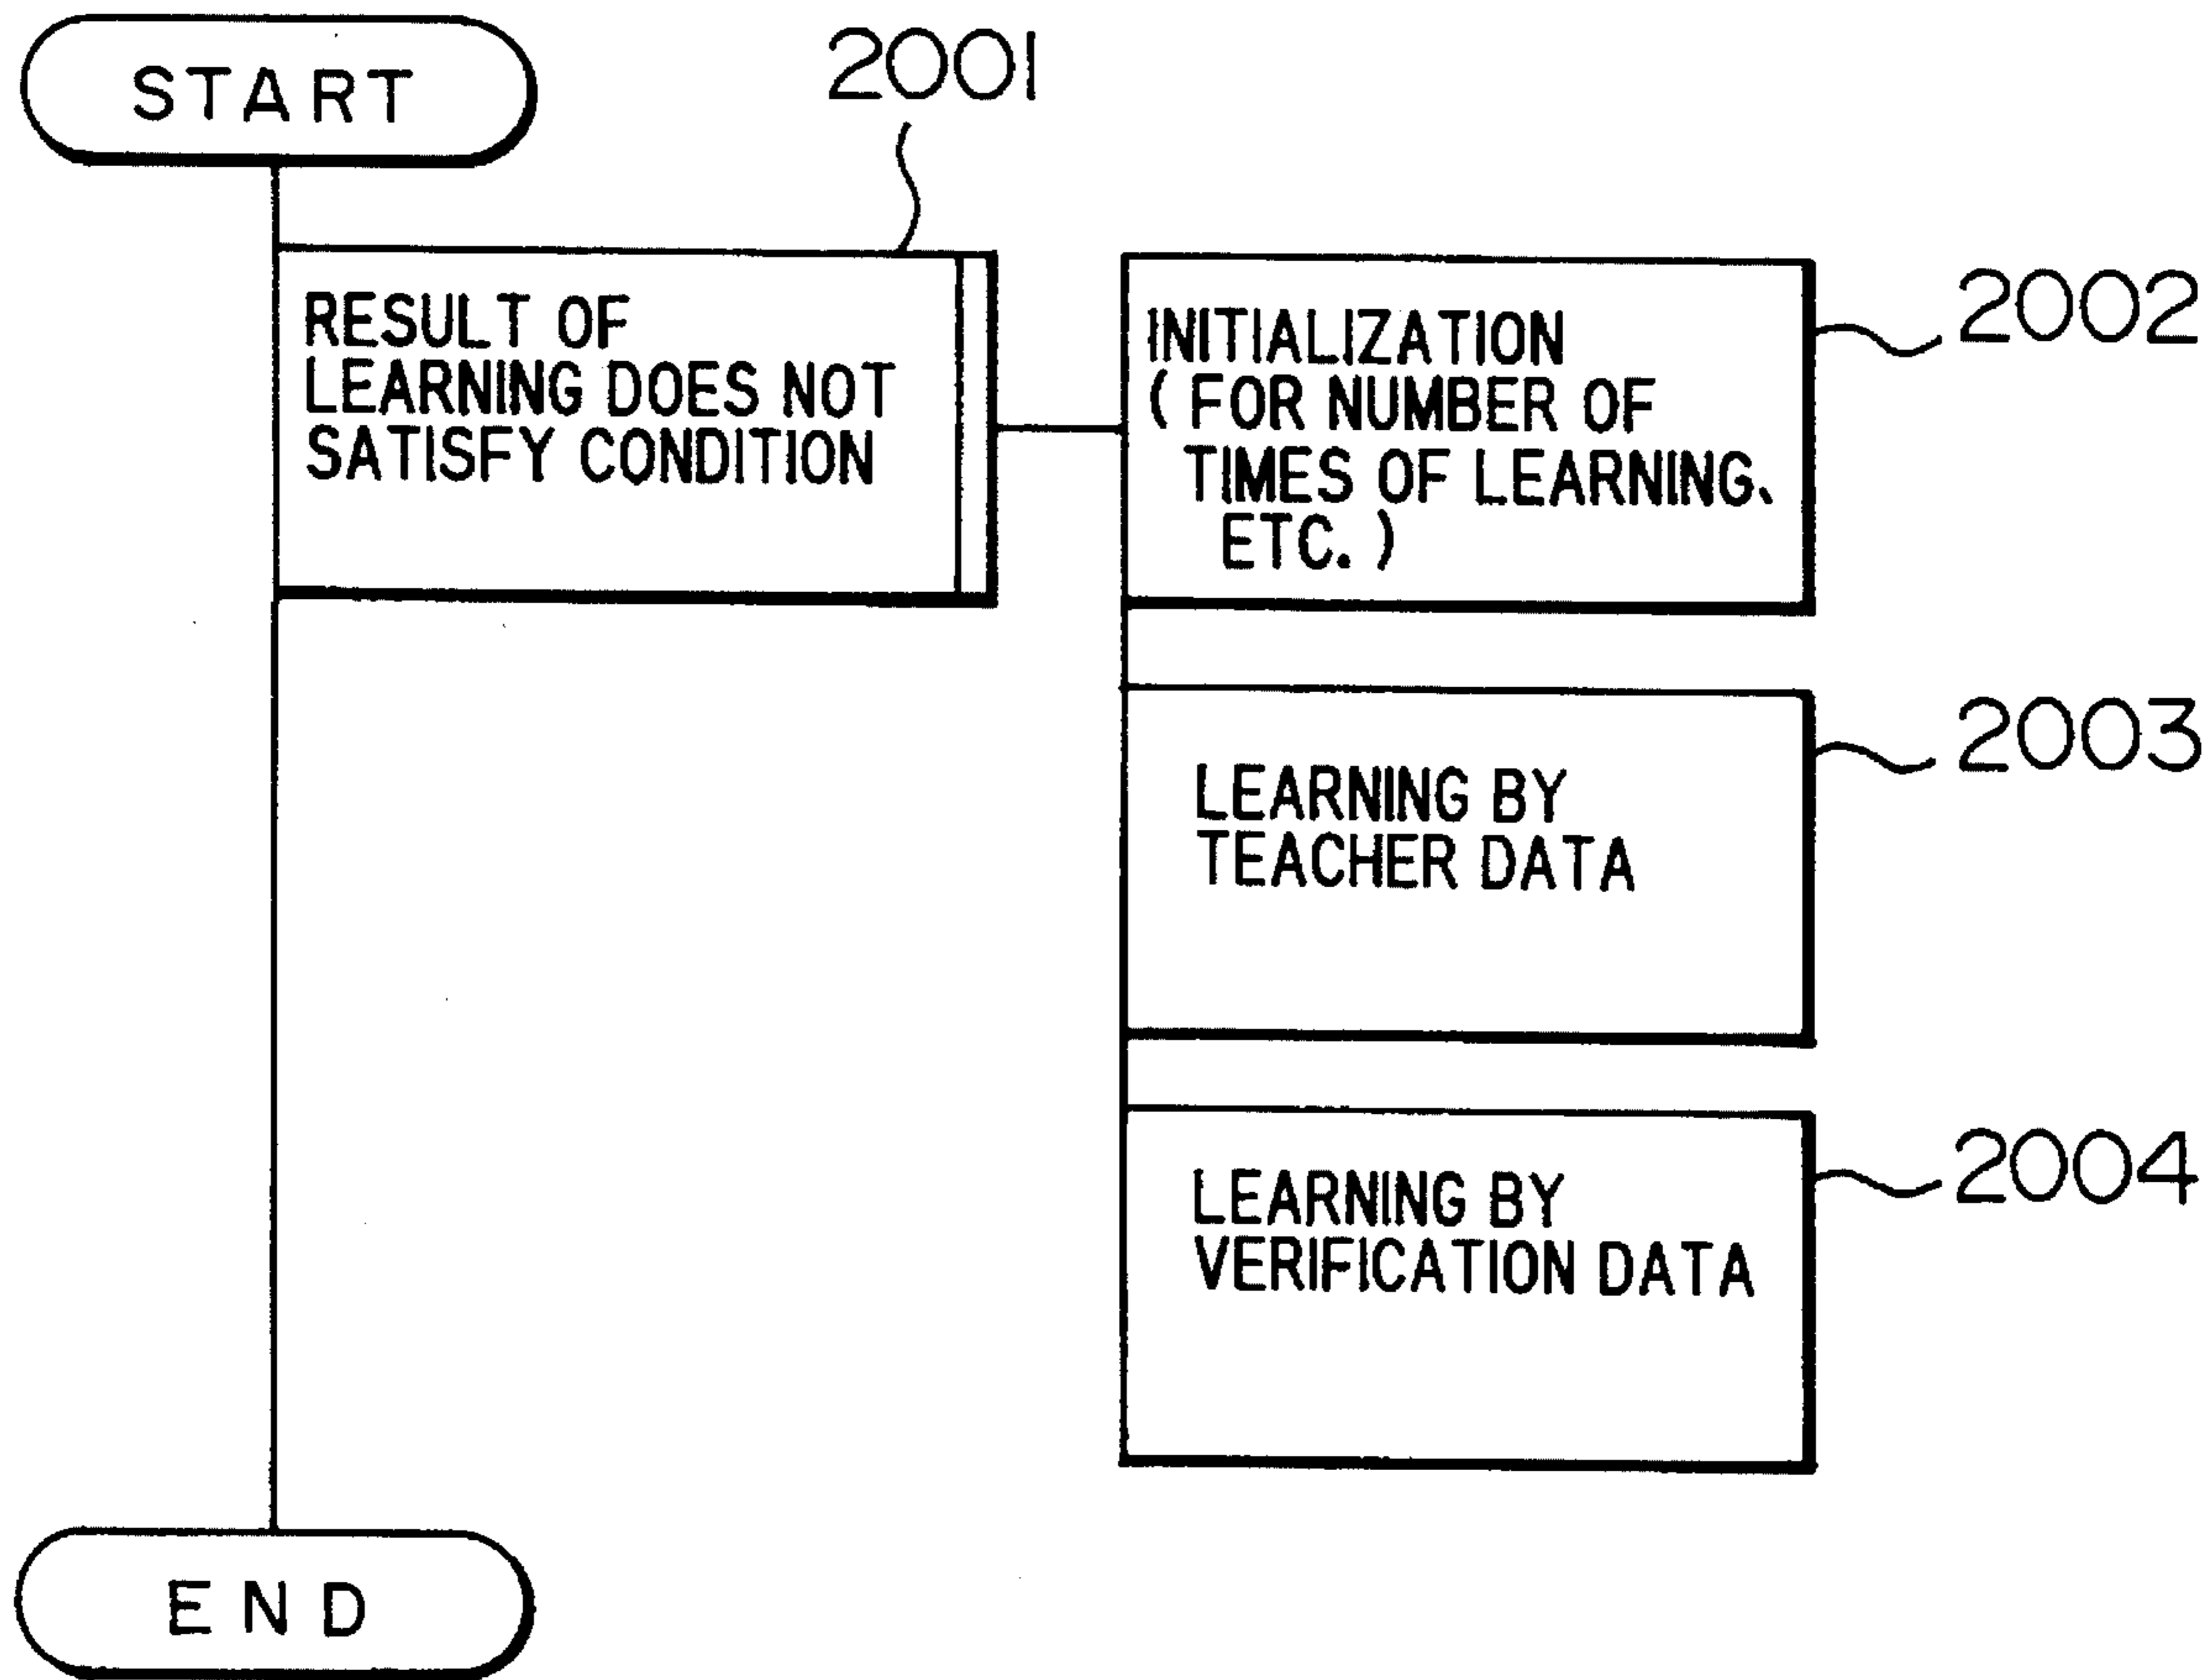 START
2001
RESULT OF
LEARNING DOES NOT
SATISFY CONDITION
INITIALIZATION
( FOR NUMBER OF
TIMES OF LEARNING、
ETC. )
2002
LEARNING BY
TEACHER DATA
2003
LEARNING BY
VERIFICATION DATA
2004
END